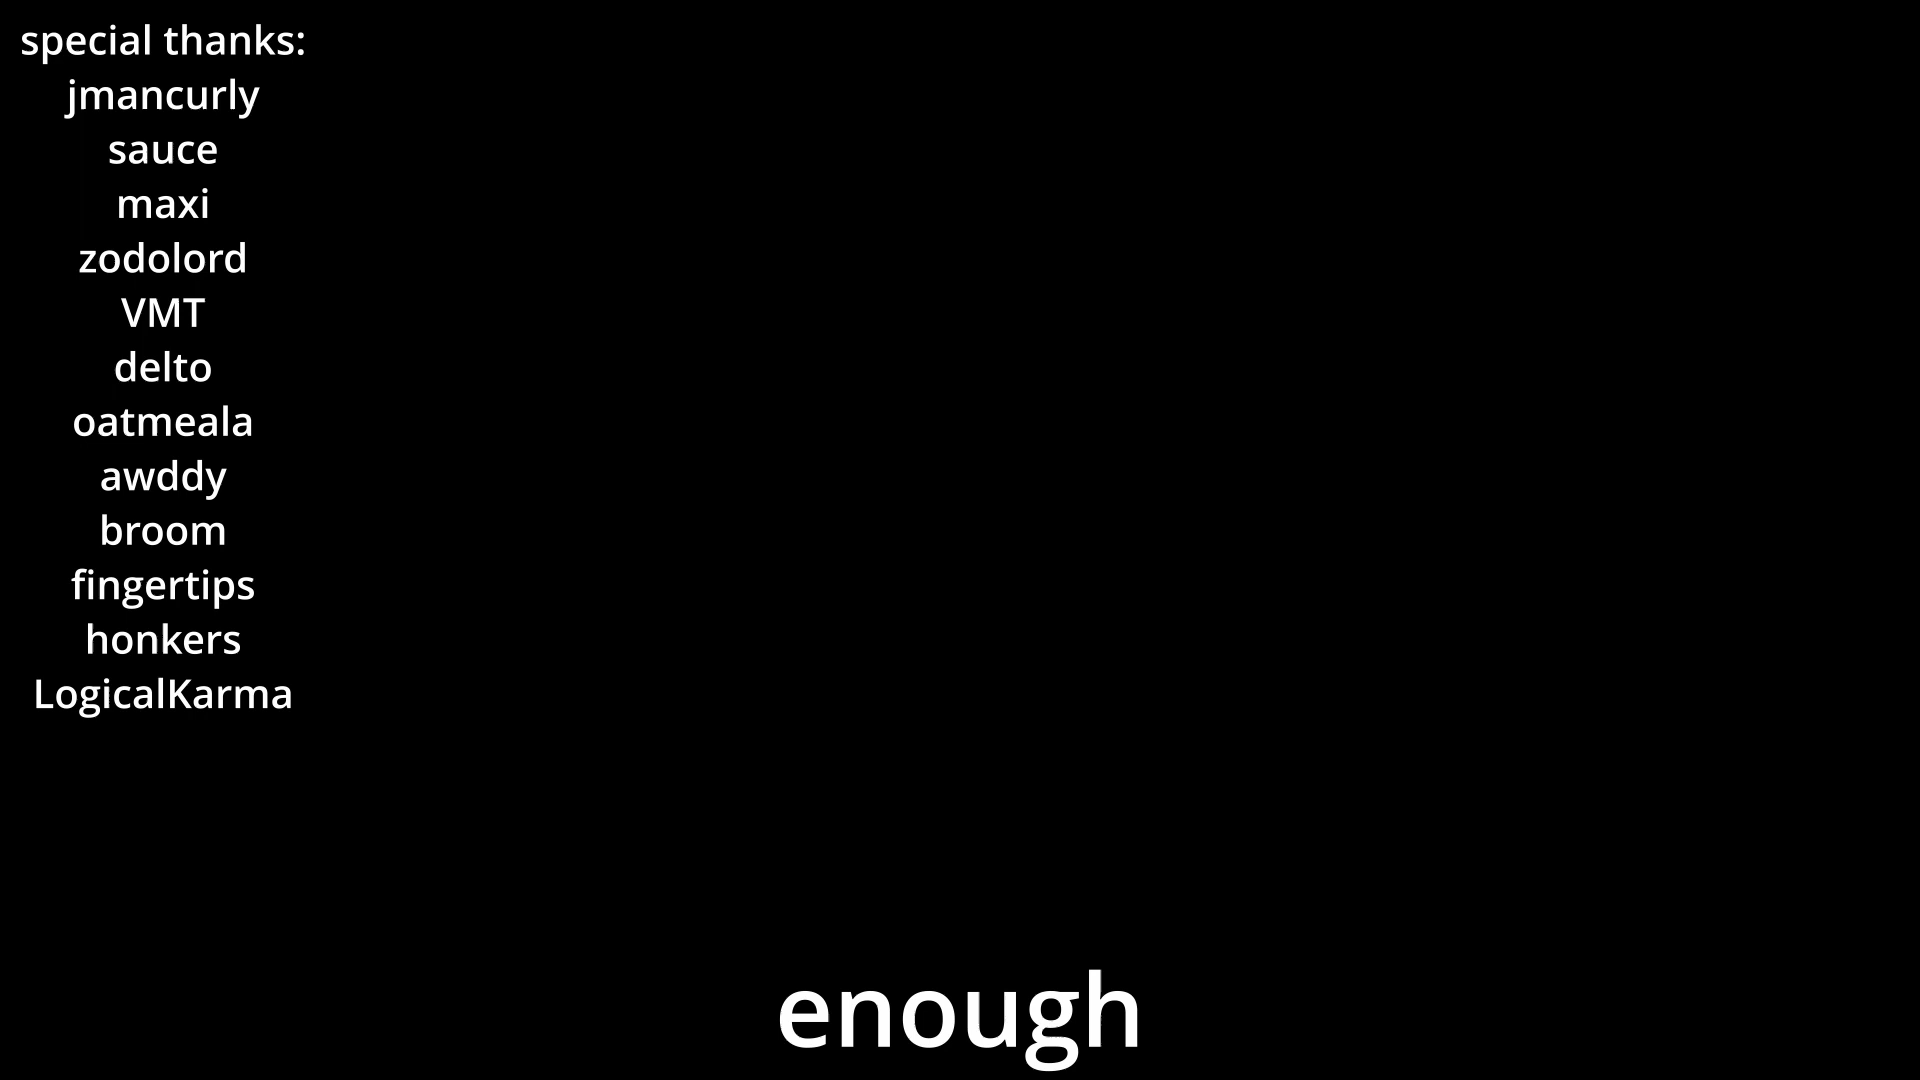 special thanks:
jmancurly
sauce
maxi
zodolord
VMT
delto
oatmeala
awddy
broom
fingertips
honkers
LogicalKarma
enough